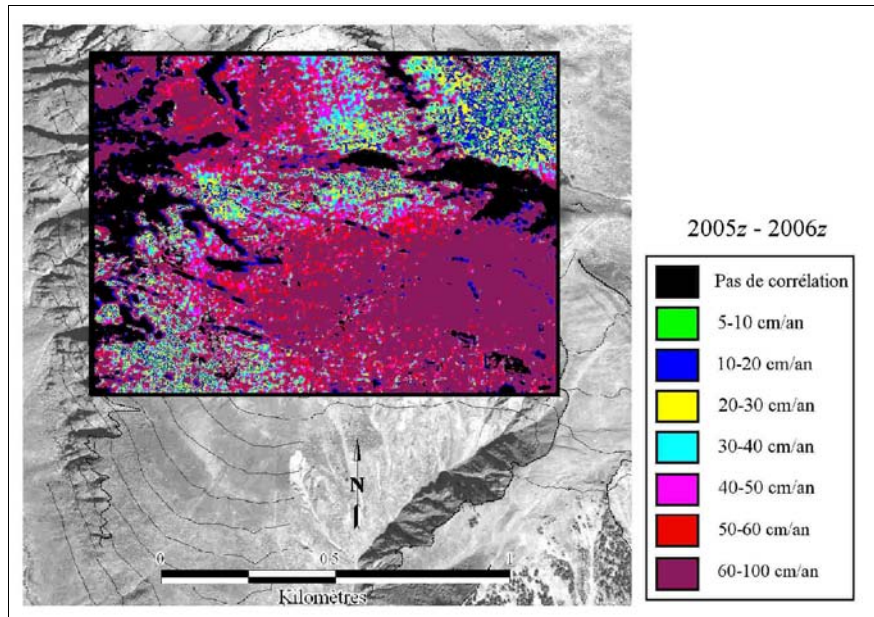 2005z - 2006z
Pas de corrélation
5-10 cm/an
10-20 cm/an
20-30 cm/an
30-40 cm/an
40-50 cm/an
50-60 cm/an
60-100 cm/an
N
0 0.5 1
Kilomètres